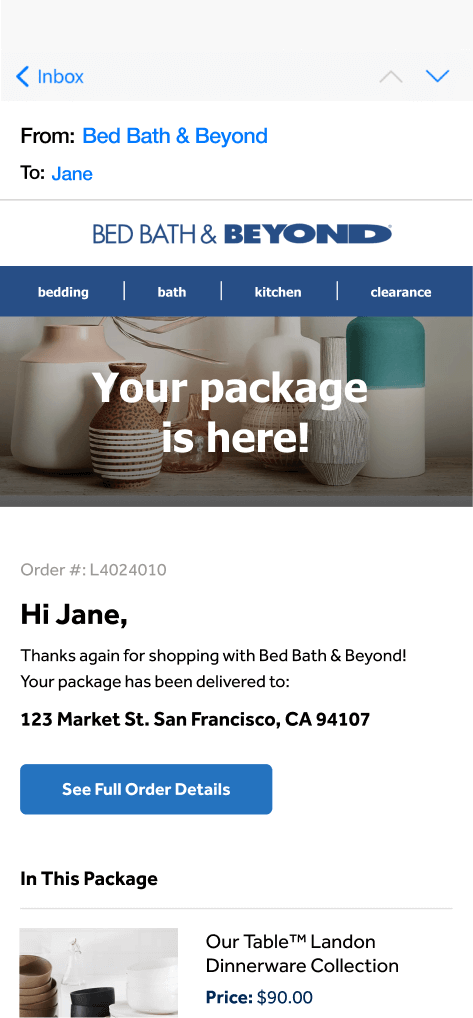 Inbox
From: Bed Bath & Beyond
To: Jane
BED BATH & BEYOND
bedding | bath | kitchen | clearance
Your package
is here!
Order #: L4024010
Hi Jane,
Thanks again for shopping with Bed Bath & Beyond!
Your package has been delivered to:
123 Market St. San Francisco, CA 94107
See Full Order Details
In This Package
Our Table™ Landon
Dinnerware Collection
Price: $90.00